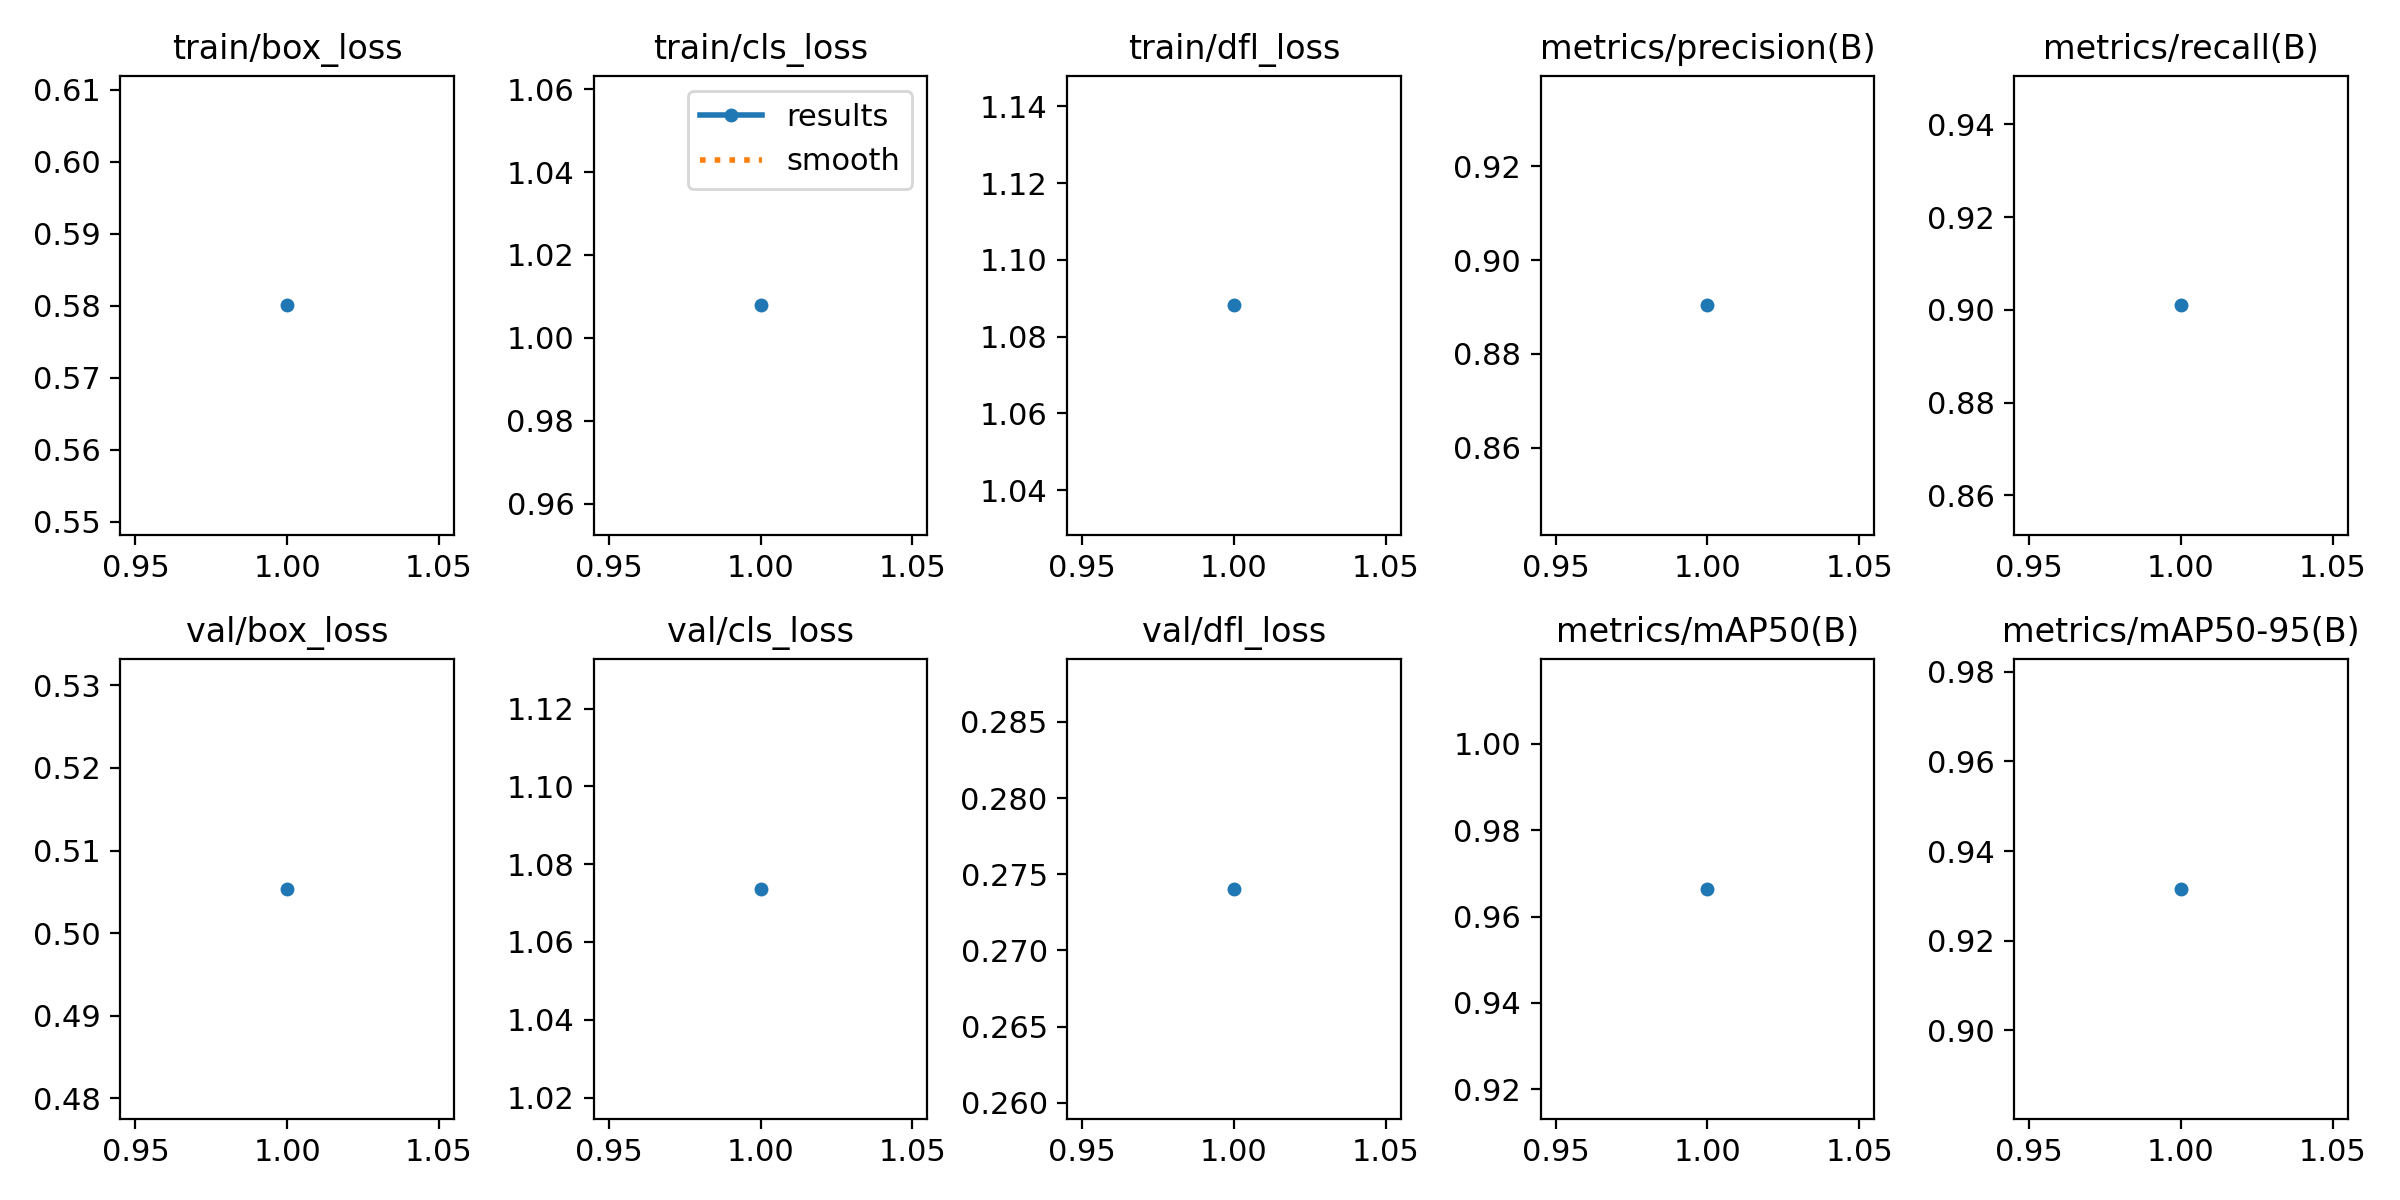 train/box_loss
0.61
0.60
0.59
0.58
0.57
0.56
0.55
0.95 1.00 1.05
train/cls_loss
results
smooth
1.06
1.04
1.02
1.00
0.98
0.96
0.95 1.00 1.05
train/dfl_loss
1.14
1.12
1.10
1.08
1.06
1.04
0.95 1.00 1.05
metrics/precision(B)
0.92
0.90
0.88
0.86
0.95 1.00 1.05
metrics/recall(B)
0.94
0.92
0.90
0.88
0.86
0.95 1.00 1.05
val/box_loss
0.53
0.52
0.51
0.50
0.49
0.48
0.95 1.00 1.05
val/cls_loss
1.12
1.10
1.08
1.06
1.04
1.02
0.95 1.00 1.05
val/dfl_loss
0.285
0.280
0.275
0.270
0.265
0.260
0.95 1.00 1.05
metrics/mAP50(B)
1.00
0.98
0.96
0.94
0.92
0.95 1.00 1.05
metrics/mAP50-95(B)
0.98
0.96
0.94
0.92
0.90
0.95 1.00 1.05